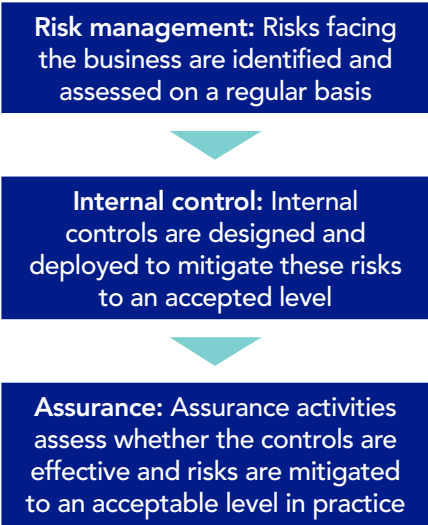 Risk management: Risks facing
the business are identified and
assessed on a regular basis
Internal control: Internal
controls are designed and
deployed to mitigate these risks
to an accepted level
Assurance: Assurance activities
assess whether the controls are
effective and risks are mitigated
to an acceptable level in practice